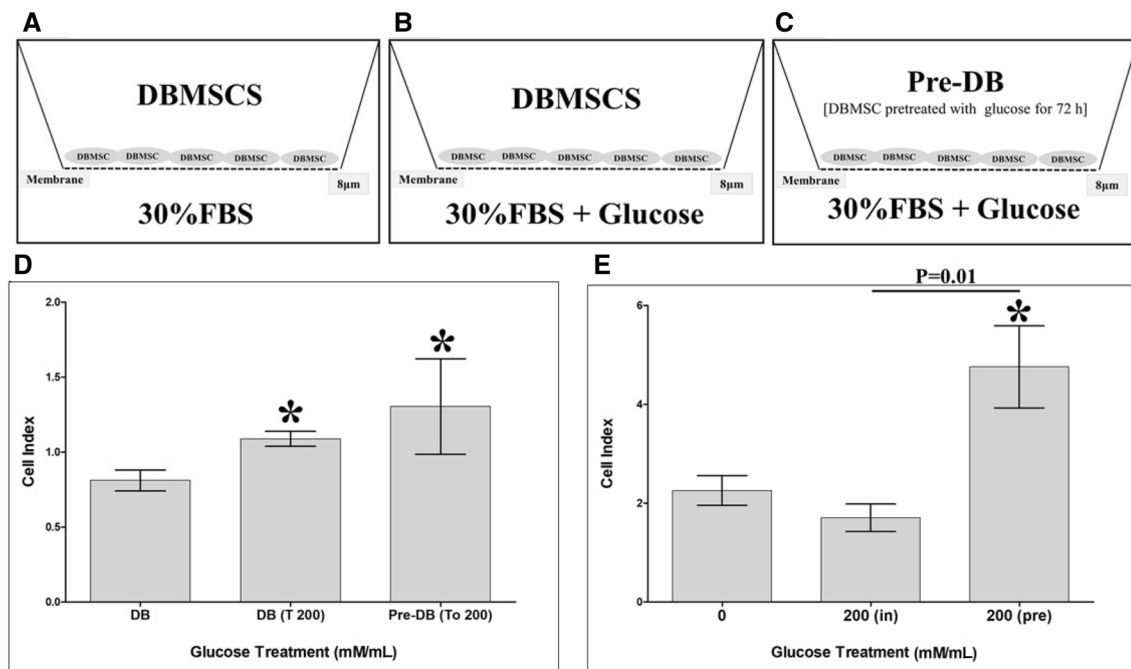 A
DBMSCS
DBMSC DBMSC DBMSC DBMSC DBMSC
Membrane
8μm
30%FBS
B
DBMSCS
DBMSC DBMSC DBMSC DBMSC DBMSC
Membrane
8μm
30%FBS + Glucose
C
Pre-DB
[DBMSC pretreated with glucose for 72 h]
DBMSC DBMSC DBMSC DBMSC DBMSC
Membrane
8μm
30%FBS + Glucose
D
Cell Index
2.0
1.5
1.0
0.5
0.0
*
*
DB DB (T 200) Pre-DB (To 200)
Glucose Treatment (mM/mL)
E
P=0.01
*
Cell Index
6
4
2
0
0 200 (in) 200 (pre)
Glucose Treatment (mM/mL)